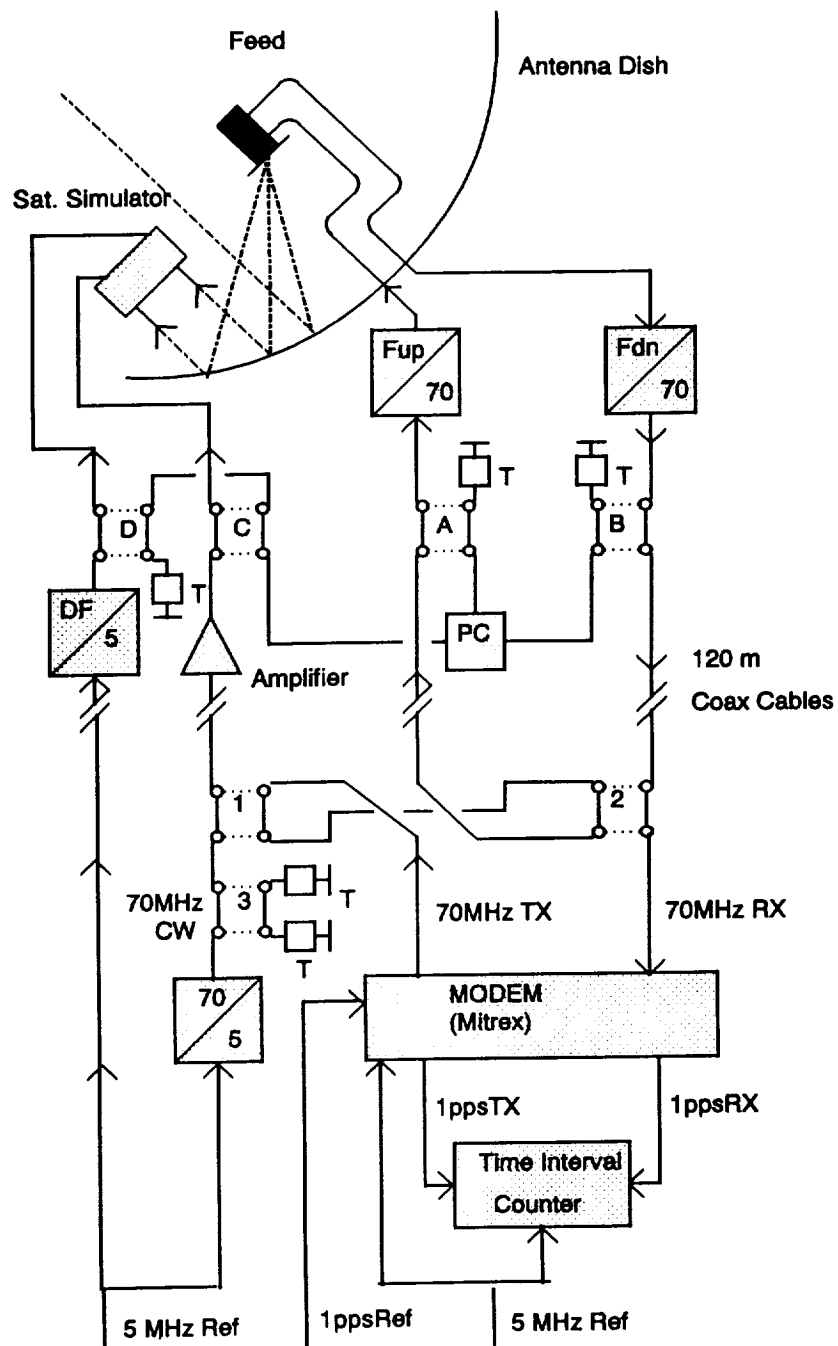 Feed
Antenna Dish
Sat. Simulator
Fup
70
Fdn
70
T
T
D
C
A
B
T
DF
5
PC
Amplifier
120 m
Coax Cables
1
2
70MHz
CW
3
T
T
70MHz TX
70MHz RX
70
5
MODEM
(Mitrex)
1ppsTX
1ppsRX
Time Interval
Counter
5 MHz Ref
1ppsRef
5 MHz Ref